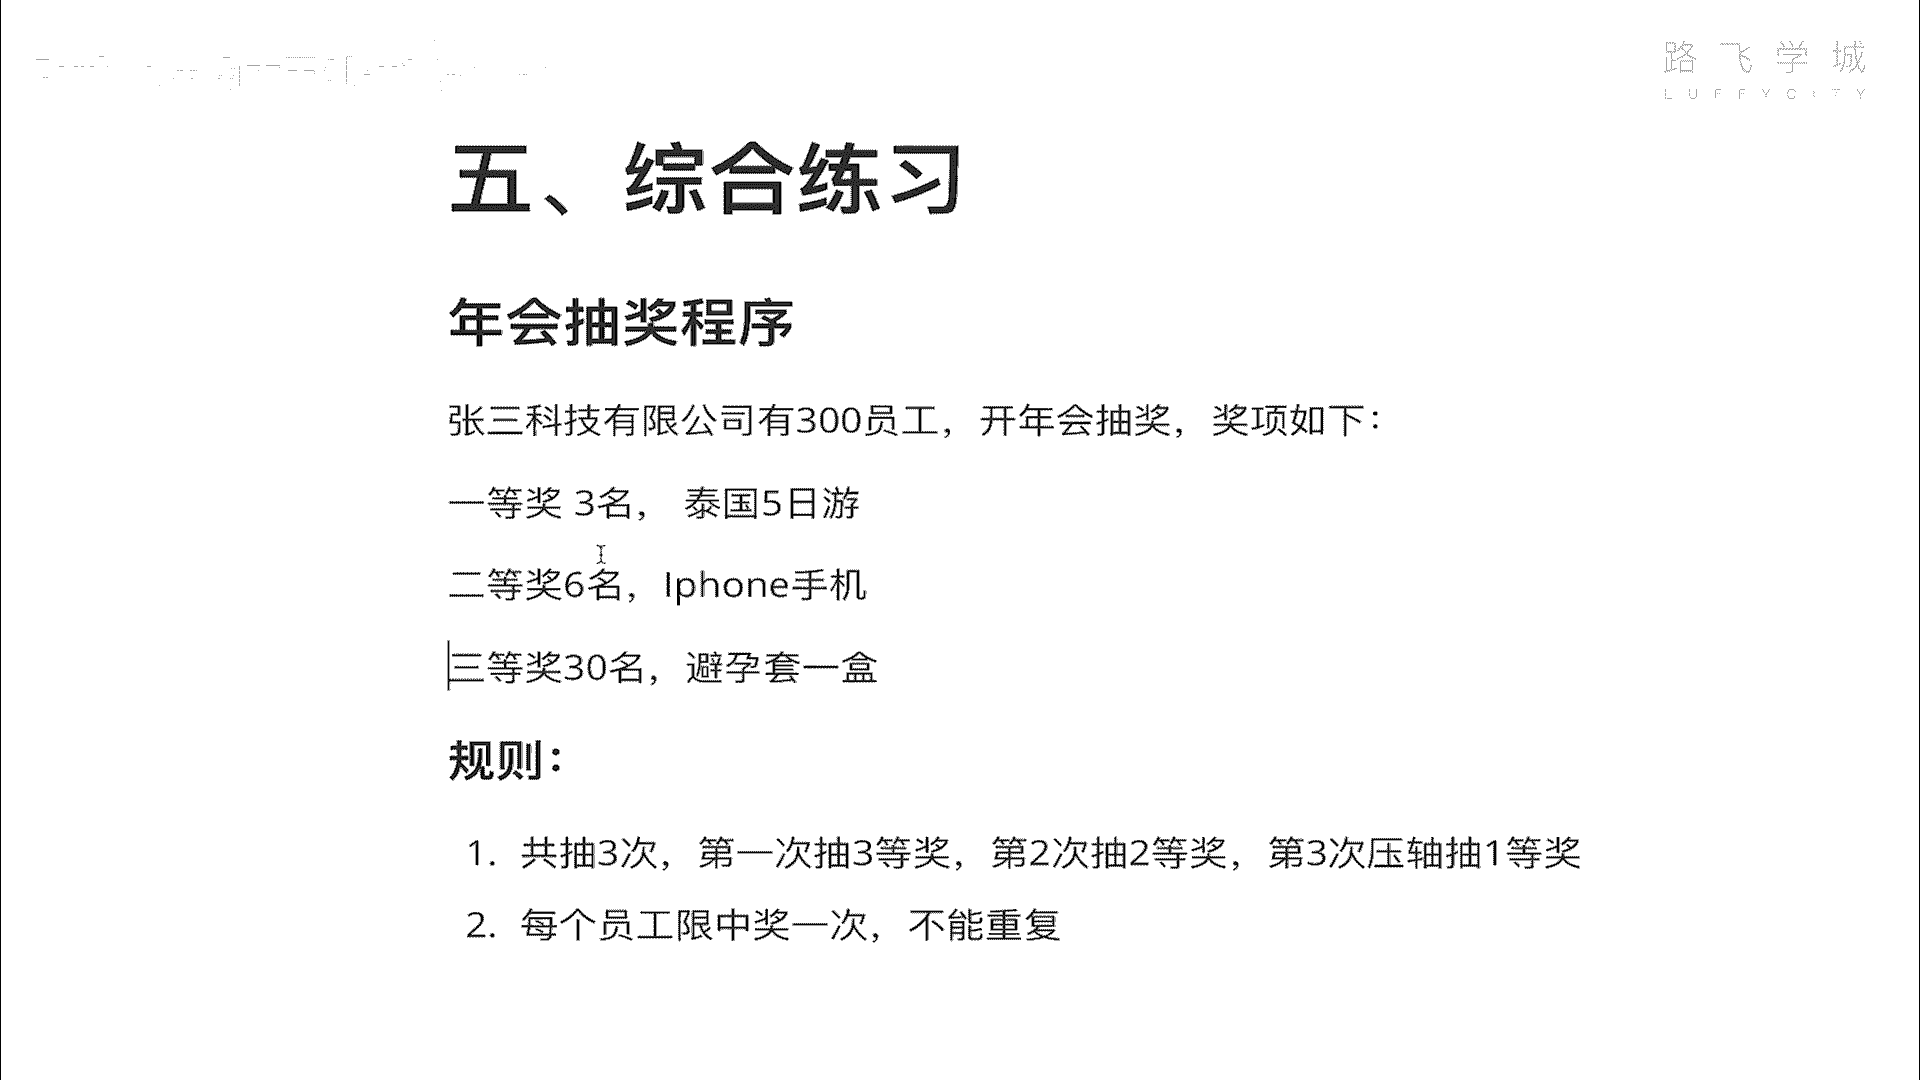 路飞学城
LUFFYCITY
五、综合练习
年会抽奖程序
张三科技有限公司有300员工，开年会抽奖，奖项如下：
一等奖 3名， 泰国5日游
二等奖6名，Iphone手机
三等奖30名，避孕套一盒
规则：
1. 共抽3次，第一次抽3等奖，第2次抽2等奖，第3次压轴抽1等奖
2. 每个员工限中奖一次，不能重复